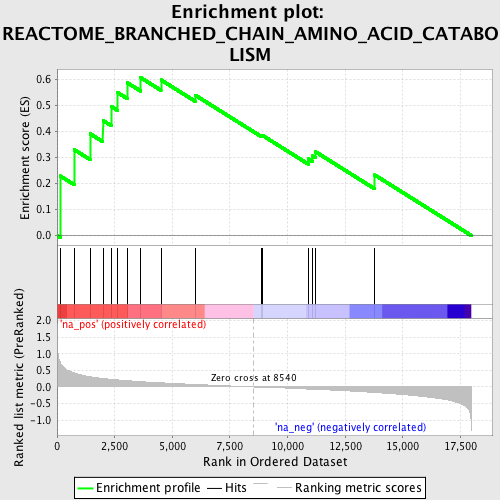 Enrichment plot:
REACTOME_BRANCHED_CHAIN_AMINO_ACID_CATABO
LISM
Enrichment score (ES)
0.6
0.5
0.4
0.3
0.2
0.1
0.0
'na_pos' (positively correlated)
Ranked list metric (PreRanked)
2.0
1.5
1.0
0.5
0.0
-0.5
-1.0
Zero cross at 8540
'na_neg' (negatively correlated)
0 2,500 5,000 7,500 10,000 12,500 15,000 17,500
Rank in Ordered Dataset
Enrichment profile Hits Ranking metric scores